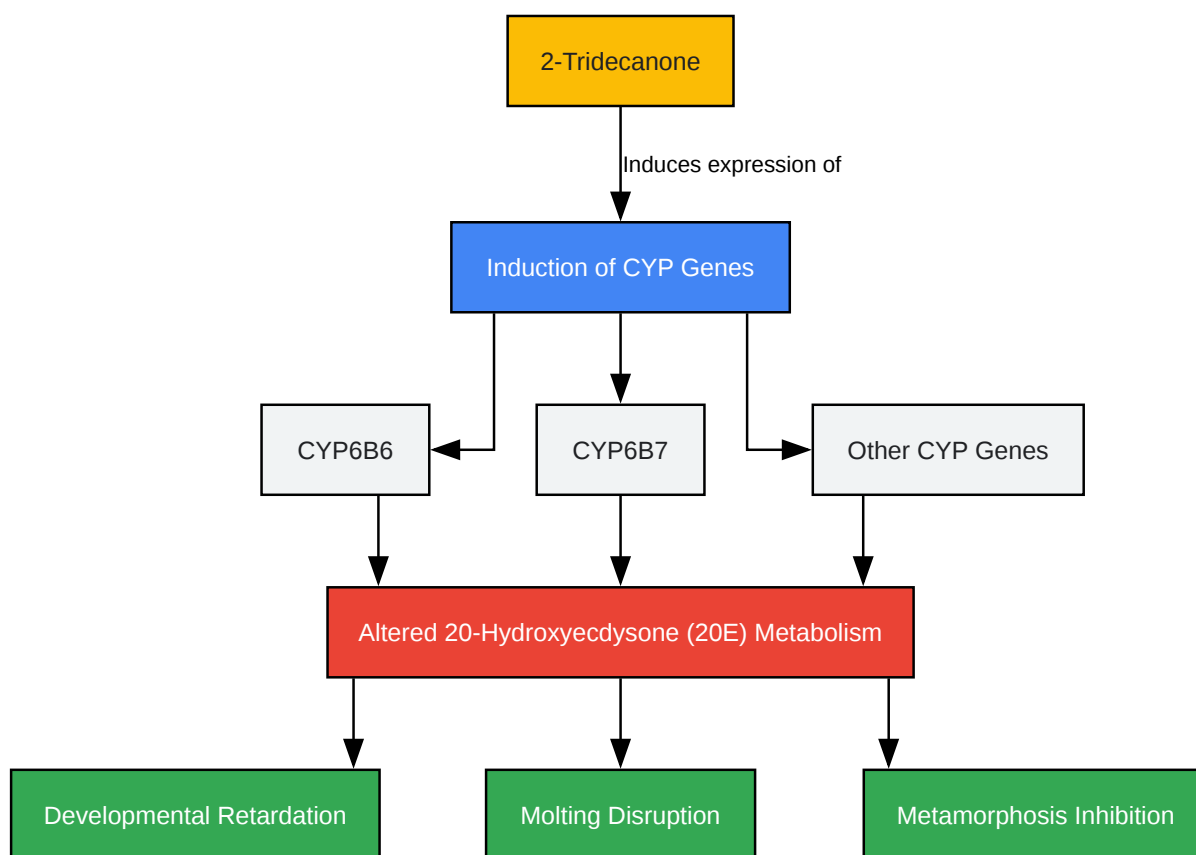 2-Tridecanone
Induces expression of
Induction of CYP Genes
CYP6B6
CYP6B7
Other CYP Genes
Altered 20-Hydroxyecdysone (20E) Metabolism
Developmental Retardation
Molting Disruption
Metamorphosis Inhibition